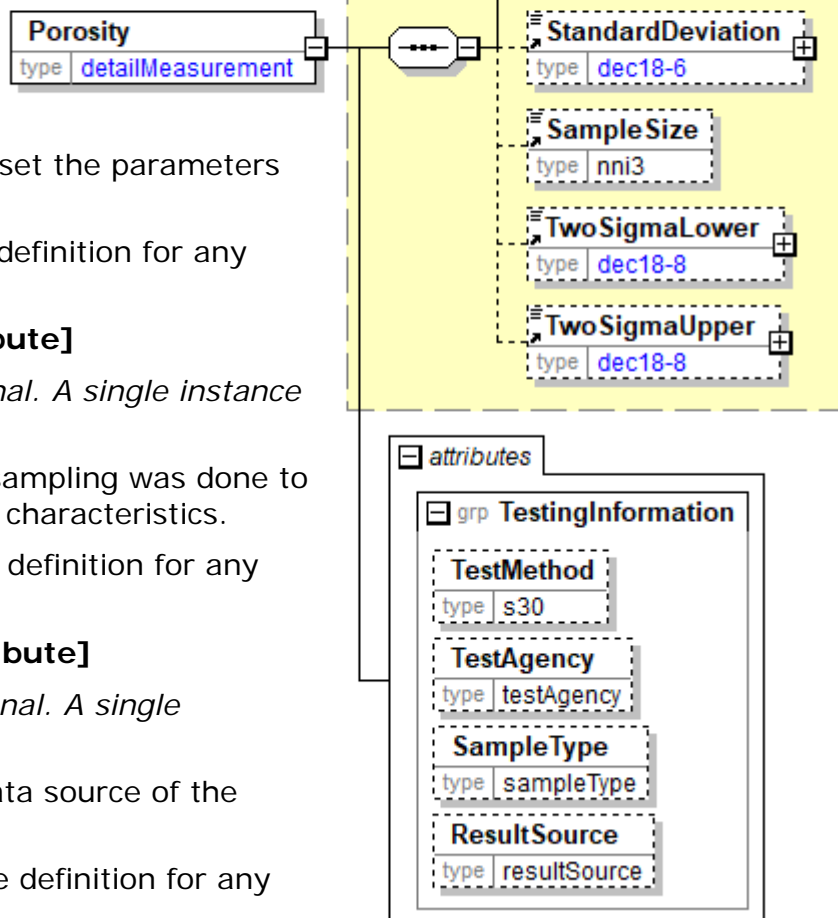 Porosity
type detailMeasurement
set the parameters
definition for any
bute]
nal. A single instance
sampling was done to
characteristics.
definition for any
bute]
nal. A single
ata source of the
e definition for any
StandardDeviation
type dec18-6
SampleSize
type nni3
TwoSigmaLower
type dec18-8
TwoSigmaUpper
type dec18-8
attributes
grp TestingInformation
TestMethod
type s30
TestAgency
type testAgency
SampleType
type sampleType
ResultSource
type resultSource